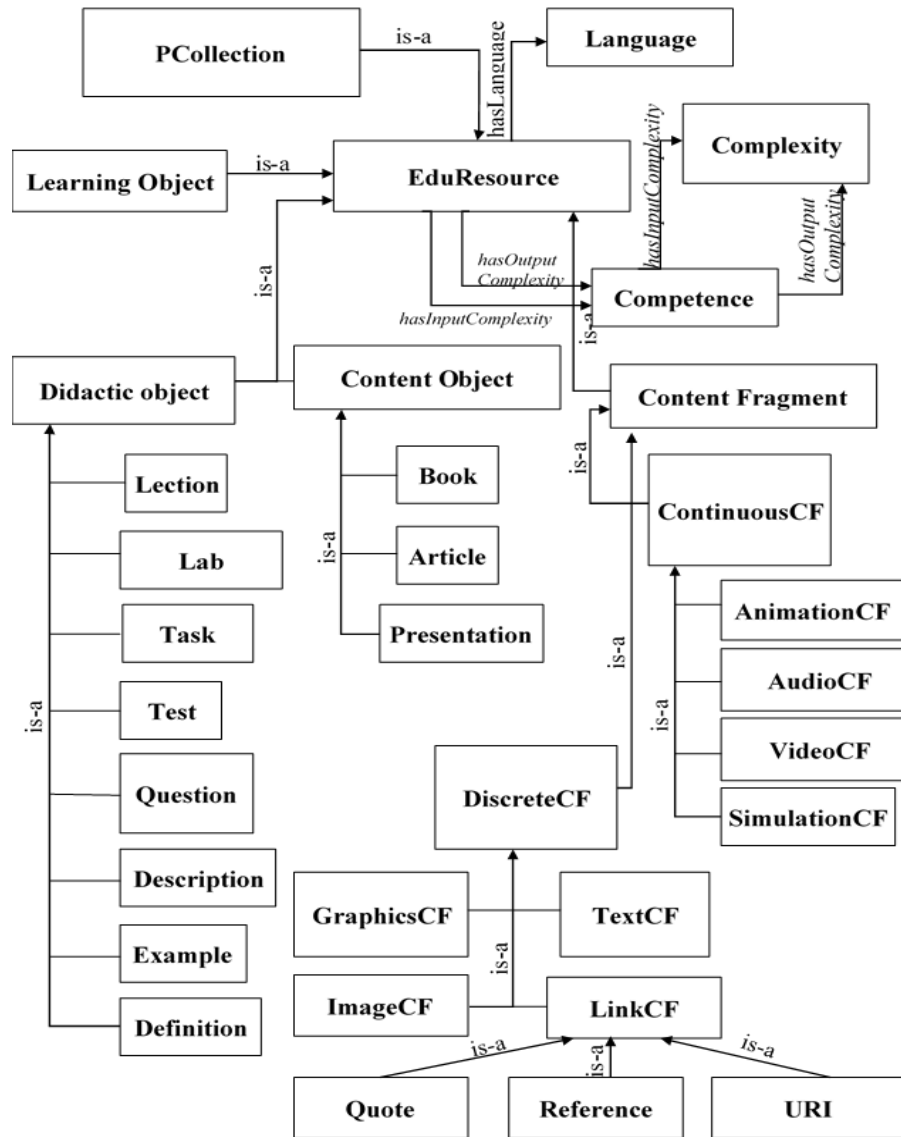 PCollection
is-a
Language
hasLanguage
Complexity
Learning Object
is-a
EduResource
hasInputComplexity
hasOutput
Complexity
is-a
hasOutput
Complexity
Competence
hasInputComplexity
is-a
Didactic object
Content Object
Content Fragment
is-a
Lection
Book
ContinuousCF
Lab
is-a
Article
Task
Presentation
AnimationCF
is-a
is-a
AudioCF
is-a
Test
VideoCF
Question
DiscreteCF
SimulationCF
Description
GraphicsCF
TextCF
Example
is-a
ImageCF
LinkCF
Definition
is-a
is-a
is-a
Quote
Reference
URI